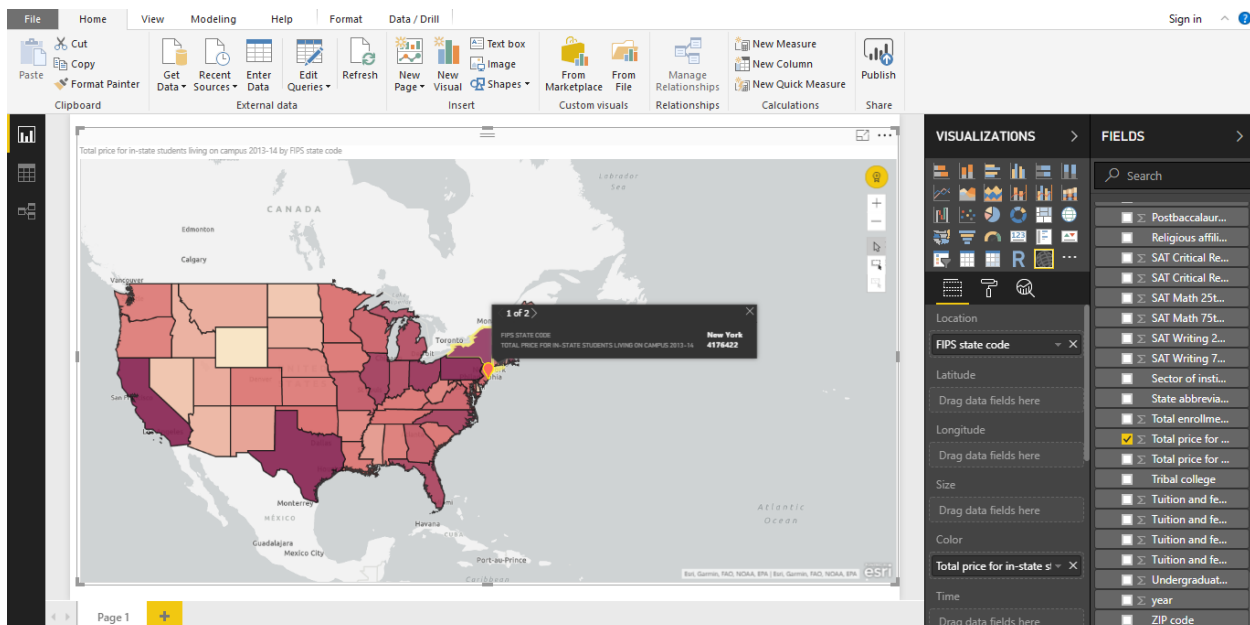 File Home View Modeling Help Format Data / Drill Sign in
Paste
Cut
Copy
Format Painter
Clipboard
Get Data
Recent Sources
Enter Data
Edit Queries
Refresh
External data
New Page
New Visual
Text box
Image
Shapes
Insert
From Marketplace
From File
Custom visuals
Manage Relationships
Relationships
New Measure
New Column
New Quick Measure
Calculations
Publish
Share
Total price for in-state students living on campus 2013-14 by FIPS state code
Labrador
Sea
CANADA
Edmonton
Calgary
Vancouver
Toronto
1 of 2
FIPS STATE CODE New York
TOTAL PRICE FOR IN-STATE STUDENTS LIVING ON CAMPUS 2013-14 4176422
Monterrey
MÉXICO
Havana
CUBA
Guadalajara
Mexico City
Port-au-Prince
Caribbean
Atlantic
Ocean
Esri, Garmin, FAO, NOAA, EPA | Esri, Garmin, FAO, NOAA, EPA
esri
Page 1
VISUALIZATIONS
R
123
Location
FIPS state code
Latitude
Drag data fields here
Longitude
Drag data fields here
Size
Drag data fields here
Color
Total price for in-state st
Time
Drag data fields here
FIELDS
Search
Postbaccalaur...
Religious affili...
SAT Critical Re...
SAT Critical Re...
SAT Math 25t...
SAT Math 75t...
SAT Writing 2...
SAT Writing 7...
Sector of insti...
State abbrevia...
Total enrollme...
Total price for ...
Total price for ...
Tribal college
Tuition and fe...
Tuition and fe...
Tuition and fe...
Tuition and fe...
Undergraduat...
year
ZIP code